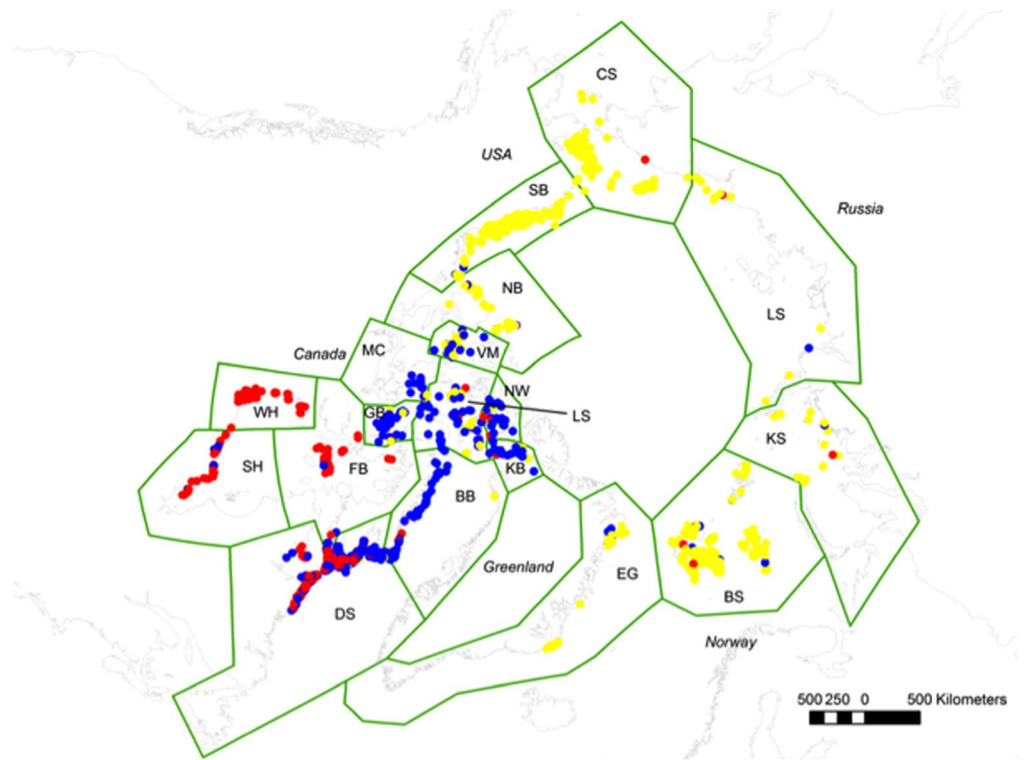 CS
USA
SB
Russia
NB
LS
Canada
MC
VM
NW
WH
GB
LS
KS
SH
FB
KB
BB
Greenland
EG
DS
BS
Norway
500 250 0 500 Kilometers